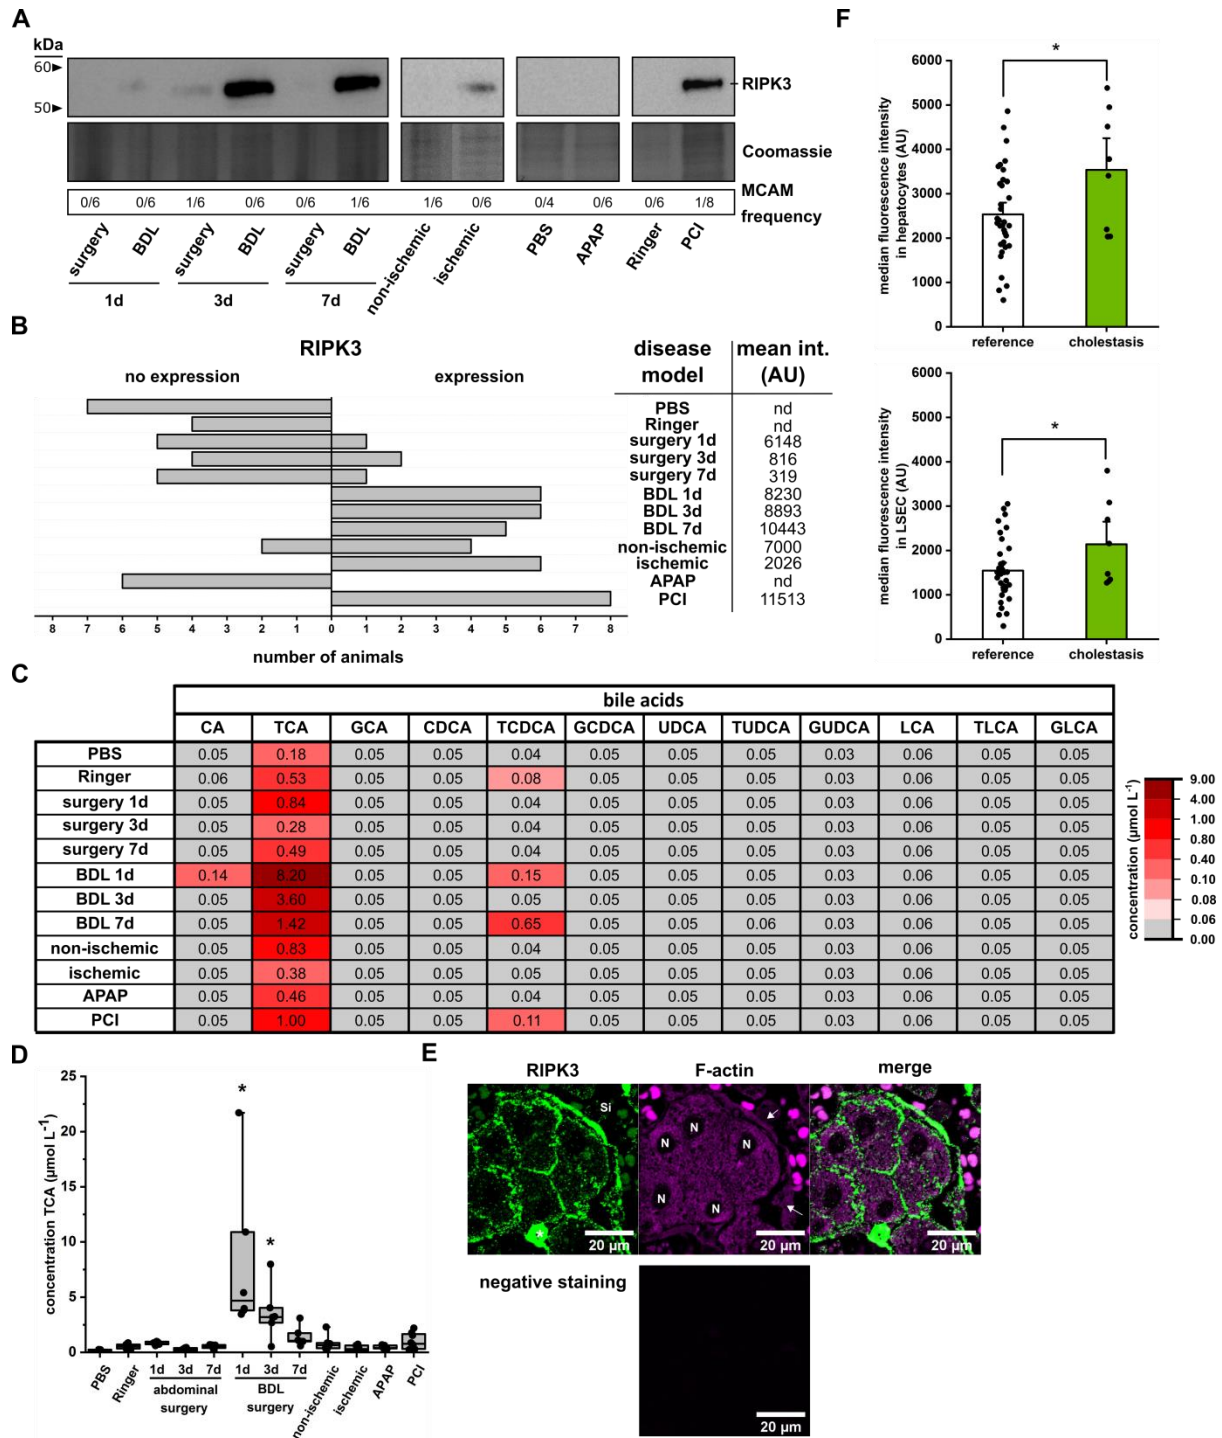 A
kDa
60
50
RIPK3
Coomassie
0/6 0/6 1/6 0/6 0/6 1/6 1/6 0/6 0/4 0/6 0/6 1/8
MCAM
frequency
surgery BDL surgery BDL surgery BDL non-ischemic ischemic PBS APAP Ringer PCI
1d 3d 7d
B
RIPK3
no expression expression
disease model mean int. (AU)
PBS nd
Ringer nd
surgery 1d 6148
surgery 3d 816
surgery 7d 319
BDL 1d 8230
BDL 3d 8893
BDL 7d 10443
non-ischemic 7000
ischemic 2026
APAP nd
PCI 11513
8 7 6 5 4 3 2 1 0 1 2 3 4 5 6 7 8
number of animals
C
bile acids
CA TCA GCA CDCA TCDCA GCDCA UDCA TUDCA GUDCA LCA TLCA GLCA
PBS 0.05 0.18 0.05 0.05 0.04 0.05 0.05 0.05 0.03 0.06 0.05 0.05
Ringer 0.06 0.53 0.05 0.05 0.08 0.05 0.05 0.05 0.03 0.06 0.05 0.05
surgery 1d 0.05 0.84 0.05 0.05 0.04 0.05 0.05 0.05 0.03 0.06 0.05 0.05
surgery 3d 0.05 0.28 0.05 0.05 0.04 0.05 0.05 0.05 0.03 0.06 0.05 0.05
surgery 7d 0.05 0.49 0.05 0.05 0.04 0.05 0.05 0.05 0.03 0.06 0.05 0.05
BDL 1d 0.14 8.20 0.05 0.05 0.15 0.05 0.05 0.05 0.03 0.06 0.05 0.05
BDL 3d 0.05 3.60 0.05 0.05 0.05 0.05 0.05 0.05 0.03 0.06 0.05 0.05
BDL 7d 0.05 1.42 0.05 0.05 0.65 0.05 0.05 0.06 0.03 0.06 0.05 0.05
non-ischemic 0.05 0.83 0.05 0.05 0.04 0.05 0.05 0.05 0.03 0.06 0.05 0.05
ischemic 0.05 0.38 0.05 0.05 0.04 0.05 0.05 0.05 0.03 0.06 0.05 0.05
APAP 0.05 0.46 0.05 0.05 0.04 0.05 0.05 0.05 0.03 0.06 0.05 0.05
PCI 0.05 1.00 0.05 0.05 0.11 0.05 0.05 0.05 0.03 0.06 0.05 0.05
concentration (µmol L⁻¹)
9.00
4.00
1.00
0.80
0.40
0.10
0.08
0.06
0.00
D
concentration TCA (µmol L⁻¹)
25
20
15
10
5
0
* *
PBS Ringer 1d 3d 7d 1d 3d 7d non-ischemic ischemic APAP PCI
abdominal surgery
BDL surgery
E
RIPK3 F-actin merge
Si
N N N N N
*
20 µm 20 µm 20 µm
negative staining
20 µm
F
median fluorescence intensity
in hepatocytes (AU)
6000
5000
4000
3000
2000
1000
0
*
reference cholestasis
median fluorescence intensity
in LSEC (AU)
6000
5000
4000
3000
2000
1000
0
*
reference cholestasis